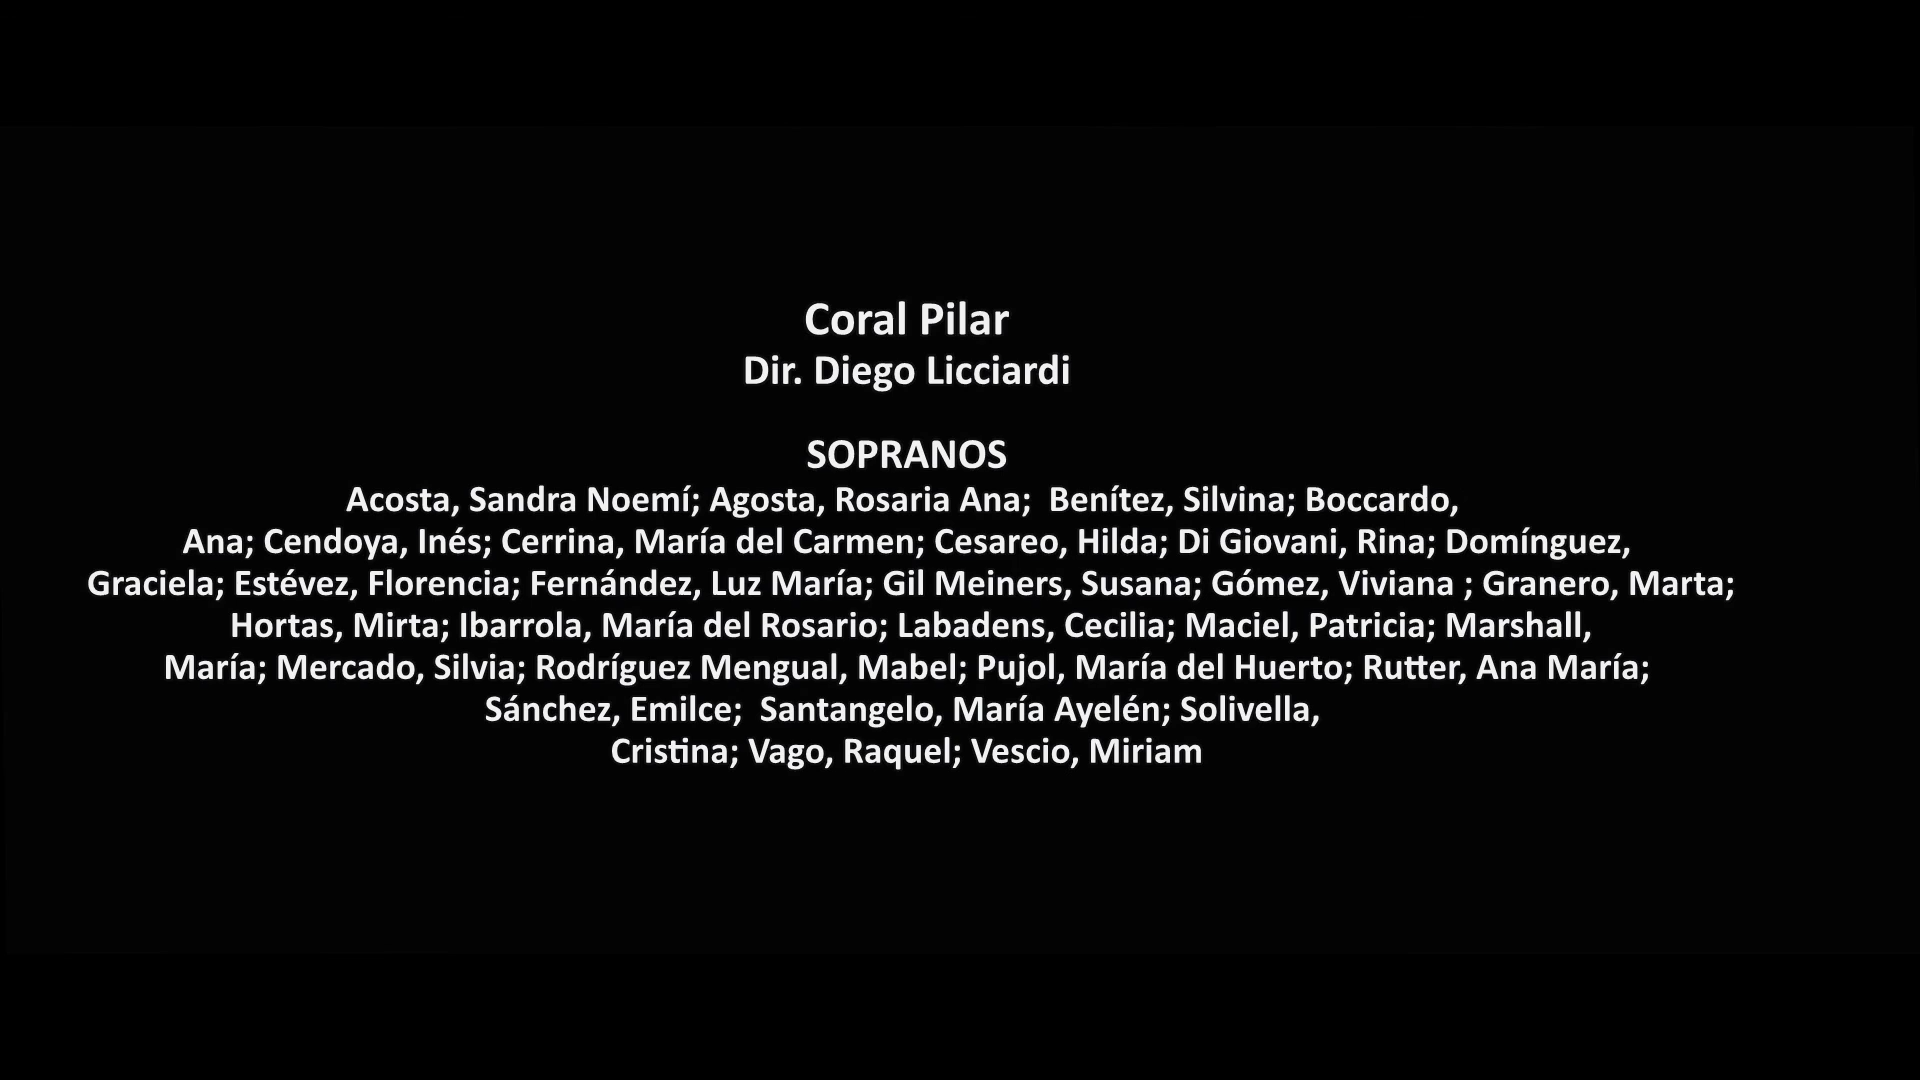 Coral Pilar
Dir. Diego Licciardi
SOPRANOS
Acosta, Sandra Noemí; Agosta, Rosaria Ana;  Benítez, Silvina; Boccardo,
Ana; Cendoya, Inés; Cerrina, María del Carmen; Cesareo, Hilda; Di Giovani, Rina; Domínguez,
Graciela; Estévez, Florencia; Fernández, Luz María; Gil Meiners, Susana; Gómez, Viviana ; Granero, Marta;
Hortas, Mirta; Ibarrola, María del Rosario; Labadens, Cecilia; Maciel, Patricia; Marshall,
María; Mercado, Silvia; Rodríguez Mengual, Mabel; Pujol, María del Huerto; Rutter, Ana María;
Sánchez, Emilce;  Santangelo, María Ayelén; Solivella,
Cristina; Vago, Raquel; Vescio, Miriam